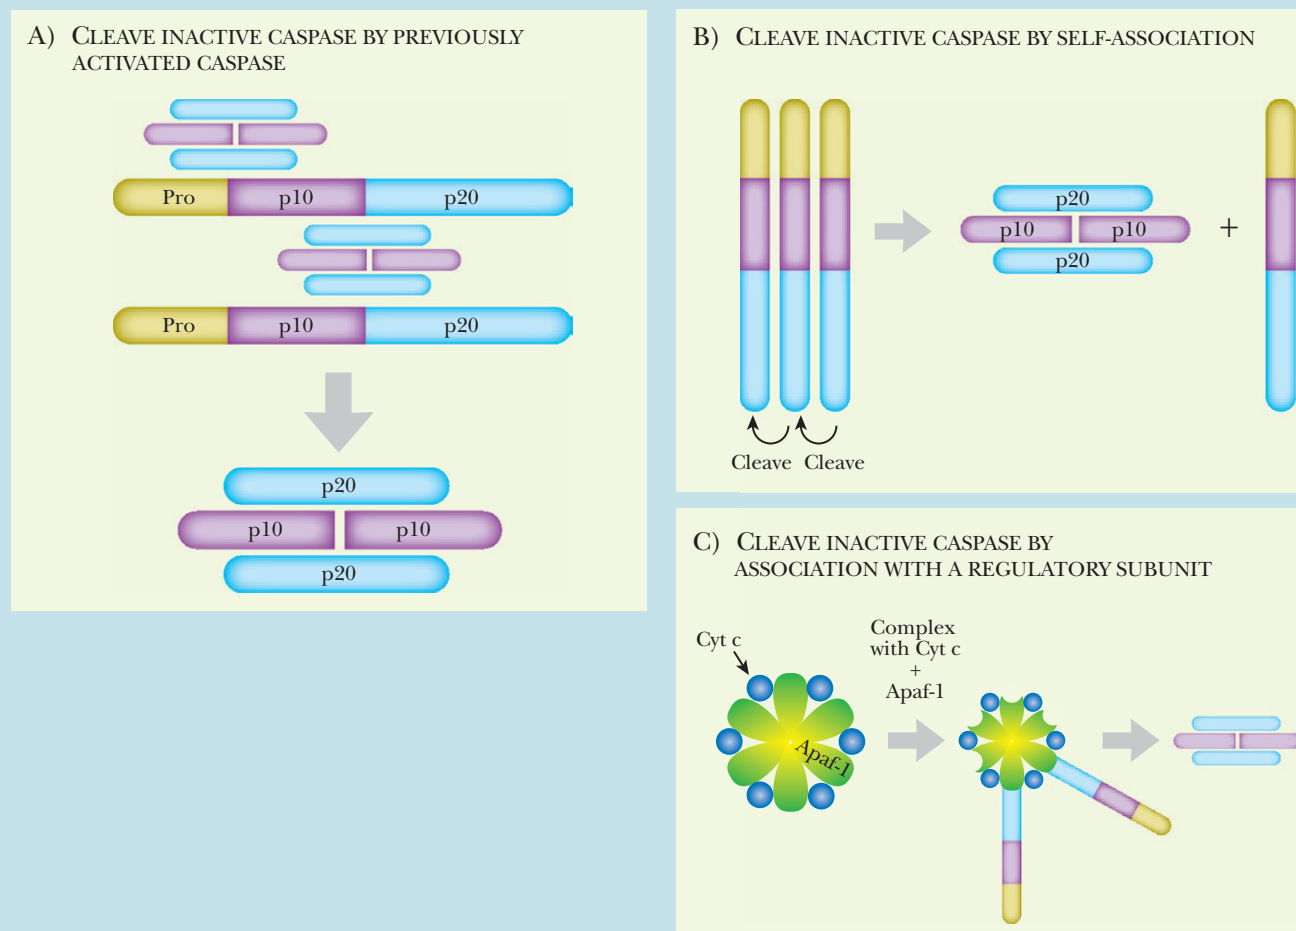 A) CLEAVE INACTIVE CASPASE BY PREVIOUSLY
ACTIVATED CASPASE
Pro p10 p20
Pro p10 p20
p20
p10 p10
p20
B) CLEAVE INACTIVE CASPASE BY SELF-ASSOCIATION
p20
p10 p10
+
p20
Cleave Cleave
C) CLEAVE INACTIVE CASPASE BY
ASSOCIATION WITH A REGULATORY SUBUNIT
Cyt c
Apaf-1
Complex
with Cyt c
+
Apaf-1